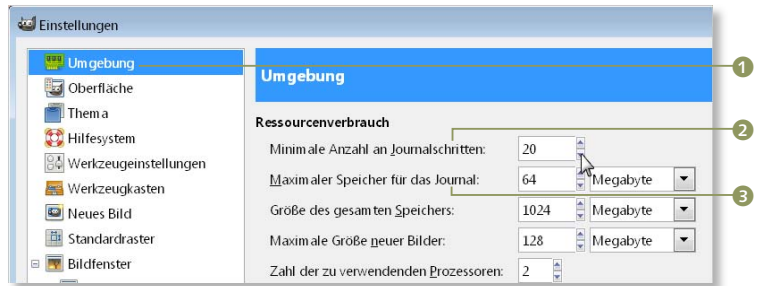 Einstellungen
Umgebung
Oberfläche
Thema
Hilfesystem
Werkzeugeinstellungen
Werkzeugkasten
Neues Bild
Standardraster
Bildfenster
Umgebung
Ressourcenverbrauch
Minimale Anzahl an Journalschritten: 20
Maximaler Speicher für das Journal: 64 Megabyte
Größe des gesamten Speichers: 1024 Megabyte
Maximale Größe neuer Bilder: 128 Megabyte
Zahl der zu verwendenden Prozessoren: 2
1
2
3